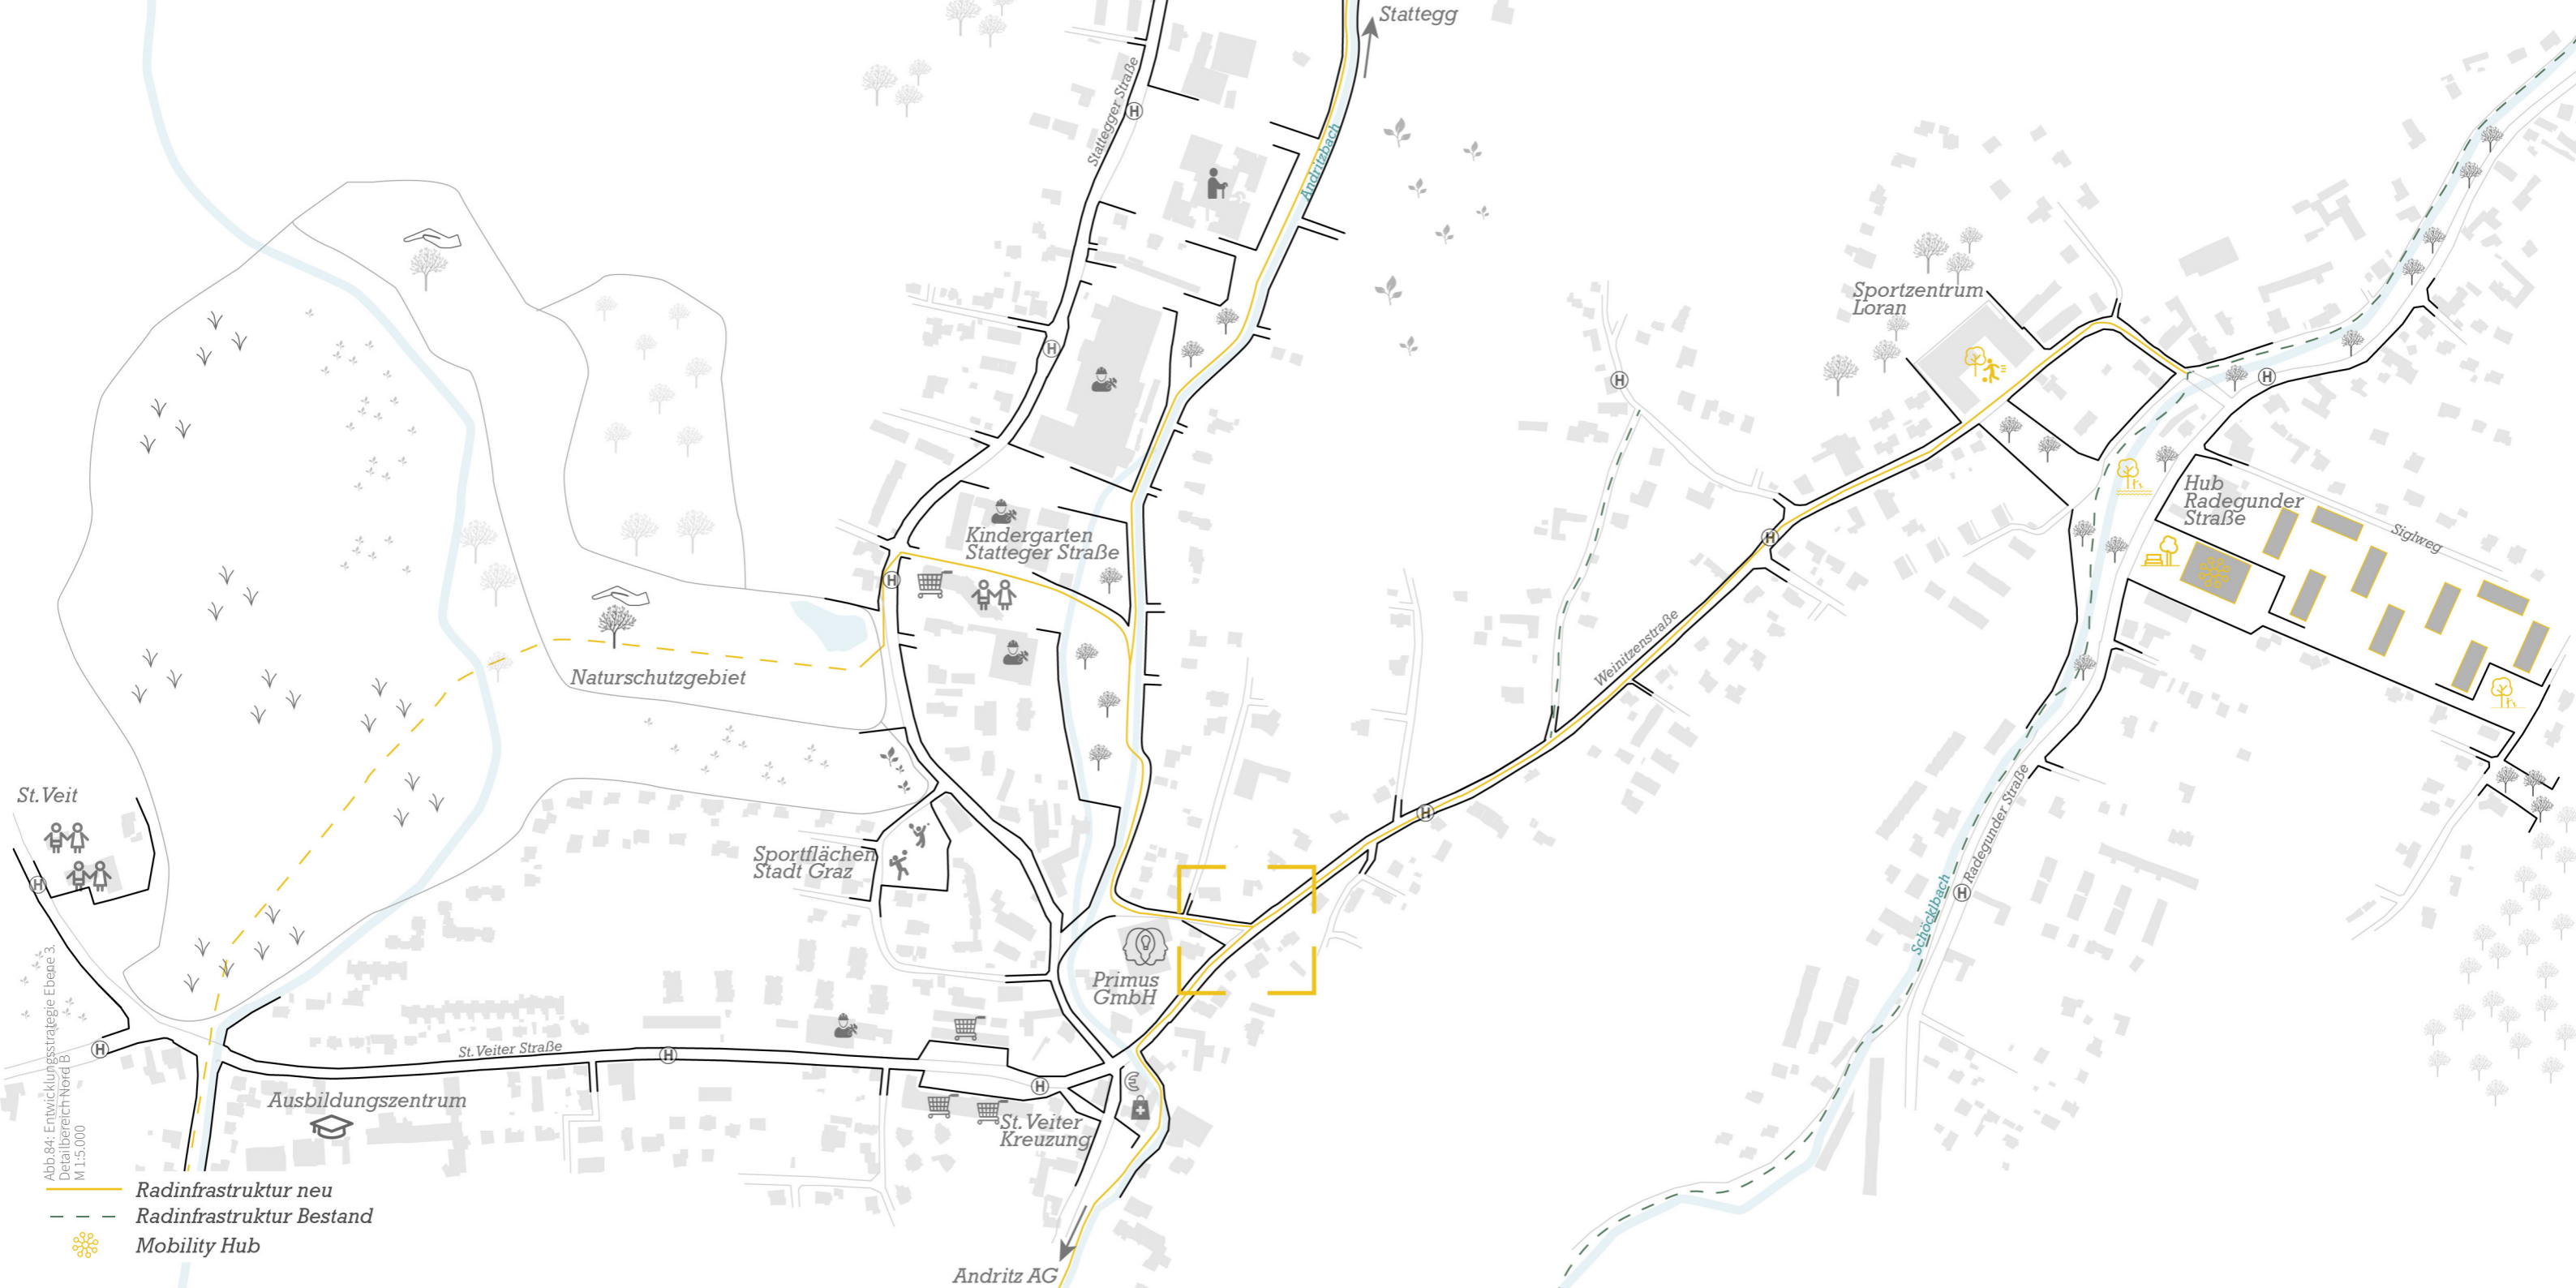 Stattegg
Stattegger Straße
H
Andritzbach
H
Sportzentrum
Loran
H
H
Hub
Radegunder
Straße
Siglweg
Kindergarten
Statteger Straße
H
H
Weinitzenstraße
Naturschutzgebiet
St.Veit
H
Sportflächen
Stadt Graz
H
Radegunder Straße
H
Schöcklbach
Primus
GmbH
H
St.Veiter Straße
H
H
€
St.Veiter
Kreuzung
Ausbildungszentrum
Abb.84: Entwicklungsstrategie Ebene 3.
Detailbereich Nord B
M 1:5.000
Radinfrastruktur neu
Radinfrastruktur Bestand
Mobility Hub
Andritz AG